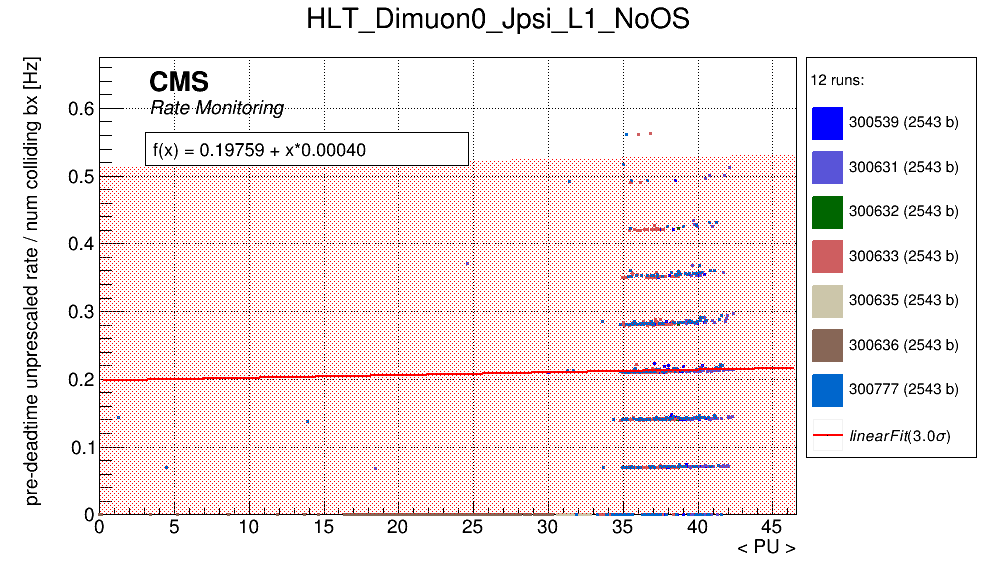 HLT_Dimuon0_Jpsi_L1_NoOS
pre-deadtime unprescaled rate / num colliding bx [Hz]
CMS
Rate Monitoring
f(x) = 0.19759 + x*0.00040
0.6
0.5
0.4
0.3
0.2
0.1
0
0 5 10 15 20 25 30 35 40 45
< PU >
12 runs:
300539 (2543 b)
300631 (2543 b)
300632 (2543 b)
300633 (2543 b)
300635 (2543 b)
300636 (2543 b)
300777 (2543 b)
linearFit(3.0σ)